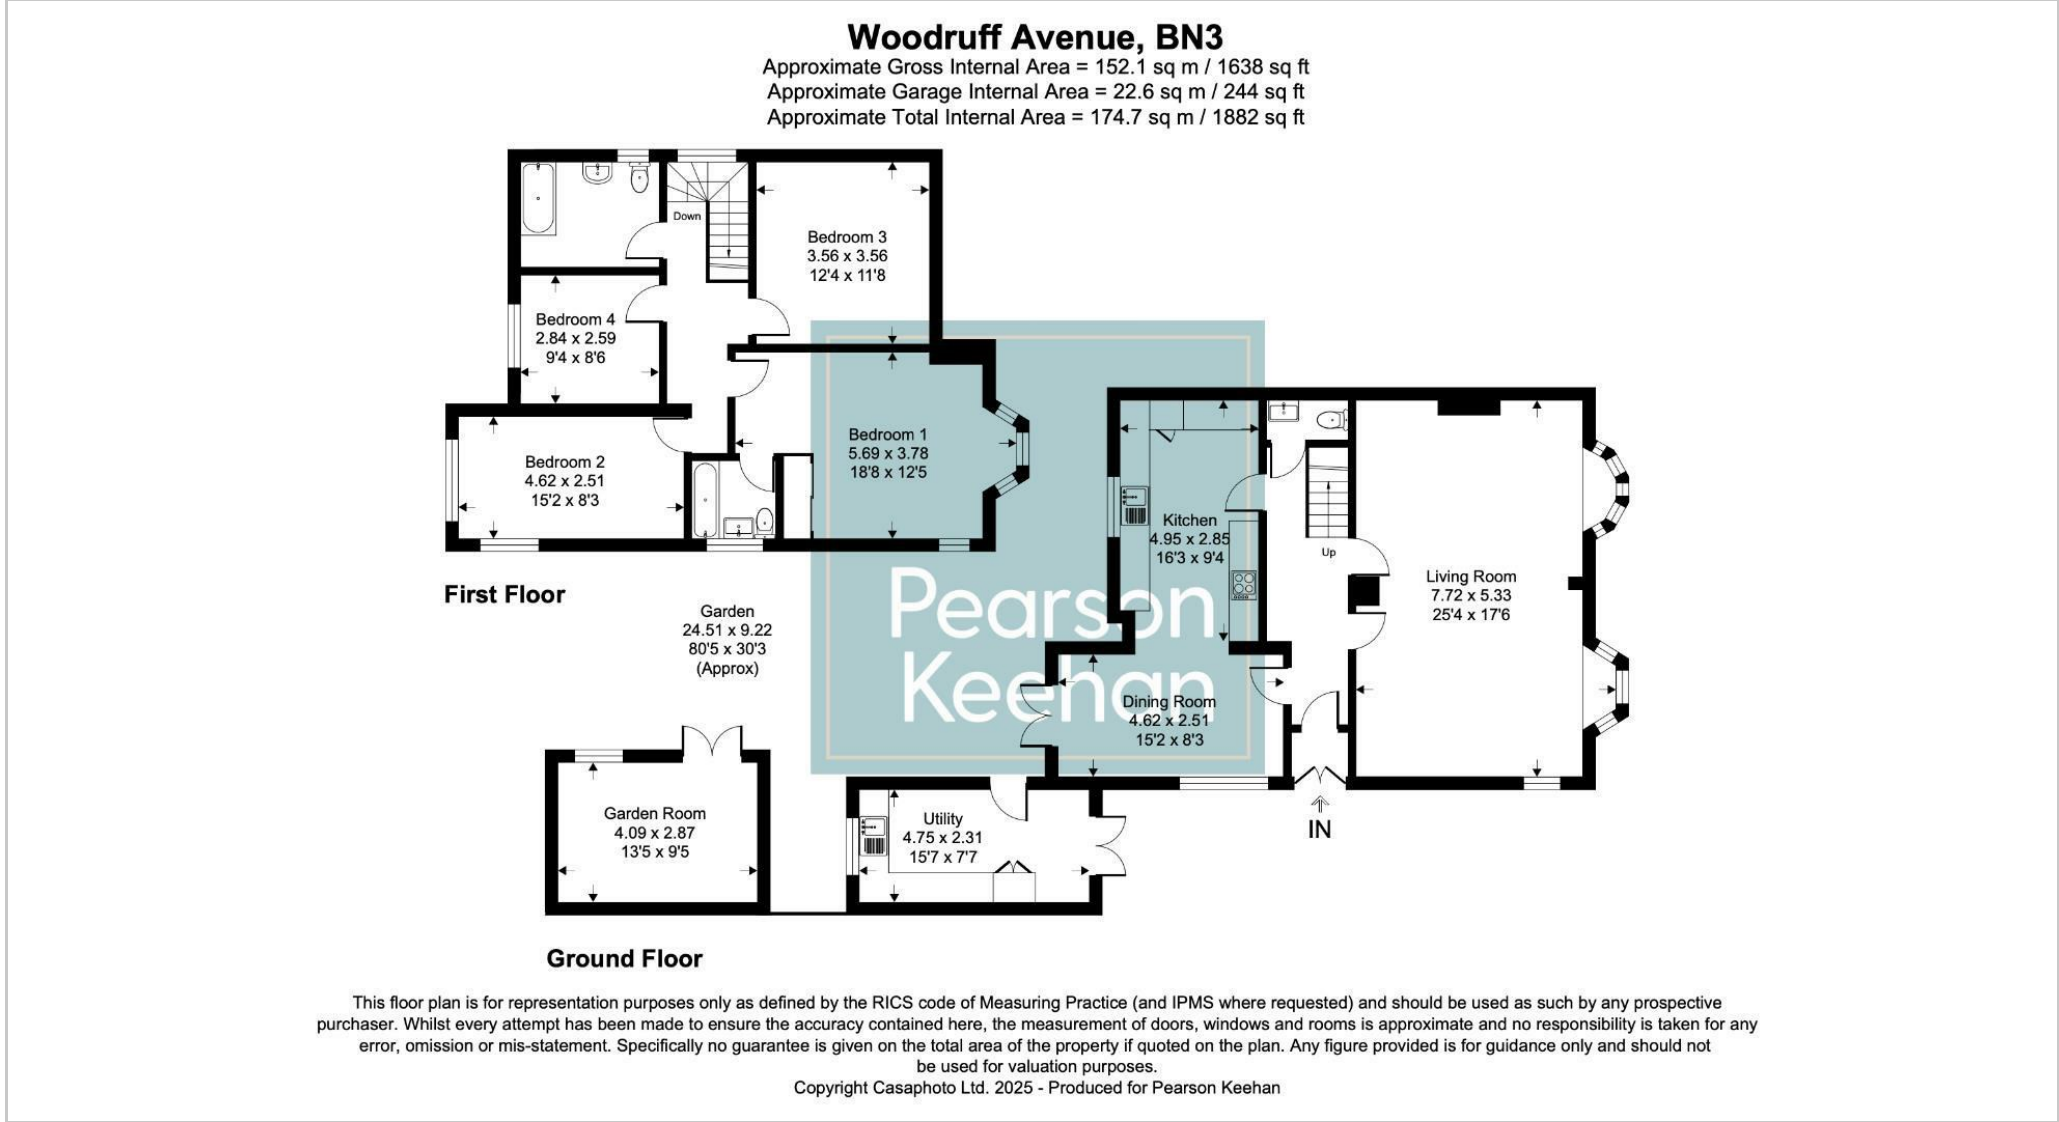 Woodruff Avenue, BN3
Approximate Gross Internal Area = 152.1 sq m / 1638 sq ft
Approximate Garage Internal Area = 22.6 sq m / 244 sq ft
Approximate Total Internal Area = 174.7 sq m / 1882 sq ft
Down
Bedroom 3
3.56 x 3.56
12'4 x 11'8
Bedroom 4
2.84 x 2.59
9'4 x 8'6
Bedroom 1
5.69 x 3.78
18'8 x 12'5
Bedroom 2
4.62 x 2.51
15'2 x 8'3
First Floor
Kitchen
4.95 x 2.85
16'3 x 9'4
Up
Living Room
7.72 x 5.33
25'4 x 17'6
Garden
24.51 x 9.22
80'5 x 30'3
(Approx)
Pearson
Keehan
Dining Room
4.62 x 2.51
15'2 x 8'3
Garden Room
4.09 x 2.87
13'5 x 9'5
Utility
4.75 x 2.31
15'7 x 7'7
IN
Ground Floor
This floor plan is for representation purposes only as defined by the RICS code of Measuring Practice (and IPMS where requested) and should be used as such by any prospective
purchaser. Whilst every attempt has been made to ensure the accuracy contained here, the measurement of doors, windows and rooms is approximate and no responsibility is taken for any
error, omission or mis-statement. Specifically no guarantee is given on the total area of the property if quoted on the plan. Any figure provided is for guidance only and should not
be used for valuation purposes.
Copyright Casaphoto Ltd. 2025 - Produced for Pearson Keehan